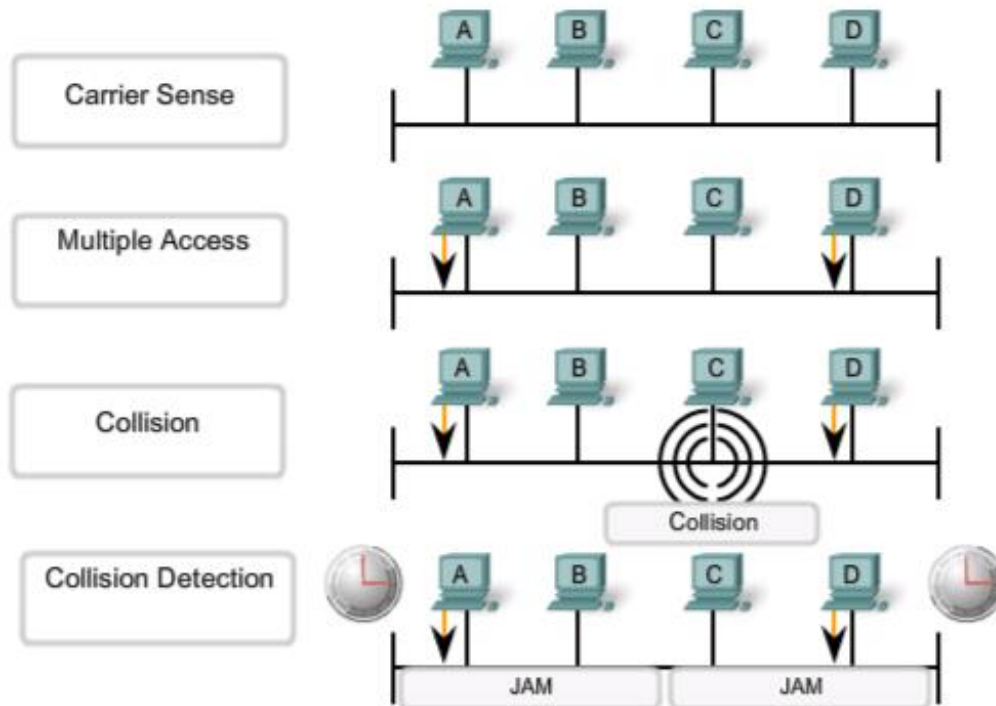 A B C D
Carrier Sense
A B C D
Multiple Access
A B C D
Collision
Collision
A B C D
Collision Detection
JAM JAM